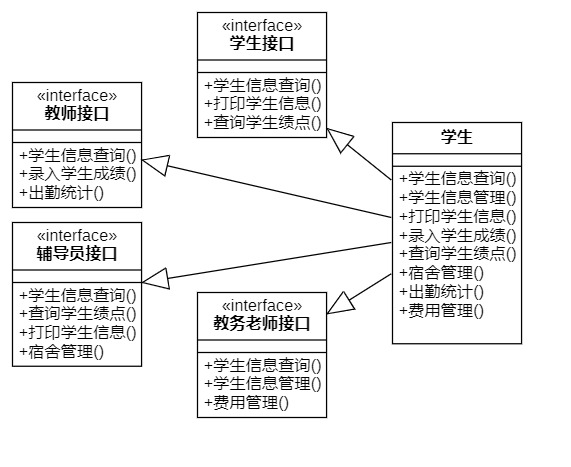 «interface»
学生接口
+学生信息查询()
+打印学生信息()
+查询学生绩点()
«interface»
教师接口
+学生信息查询()
+录入学生成绩()
+出勤统计()
学生
+学生信息查询()
+学生信息管理()
+打印学生信息()
+录入学生成绩()
+查询学生绩点()
+宿舍管理()
+出勤统计()
+费用管理()
«interface»
辅导员接口
+学生信息查询()
+查询学生绩点()
+打印学生信息()
+宿舍管理()
«interface»
教务老师接口
+学生信息查询()
+学生信息管理()
+费用管理()